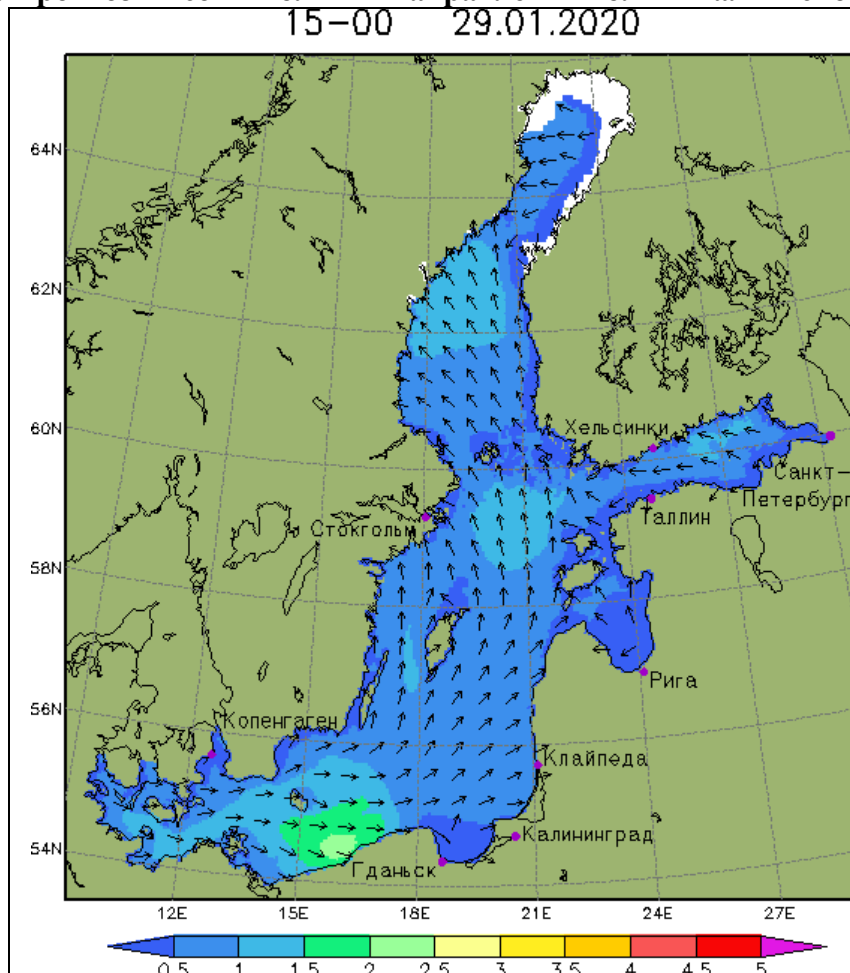 15-00 29.01.2020
64N
62N
60N
58N
56N
54N
Хельсинки
Санкт-
Петербург
Таллин
Стокгольм
Рига
Копенгаген
Клайпеда
Калининград
Гданьск
12E 15E 18E 21E 24E 27E
0.5 1 1.5 2 2.5 3 3.5 4 4.5 5